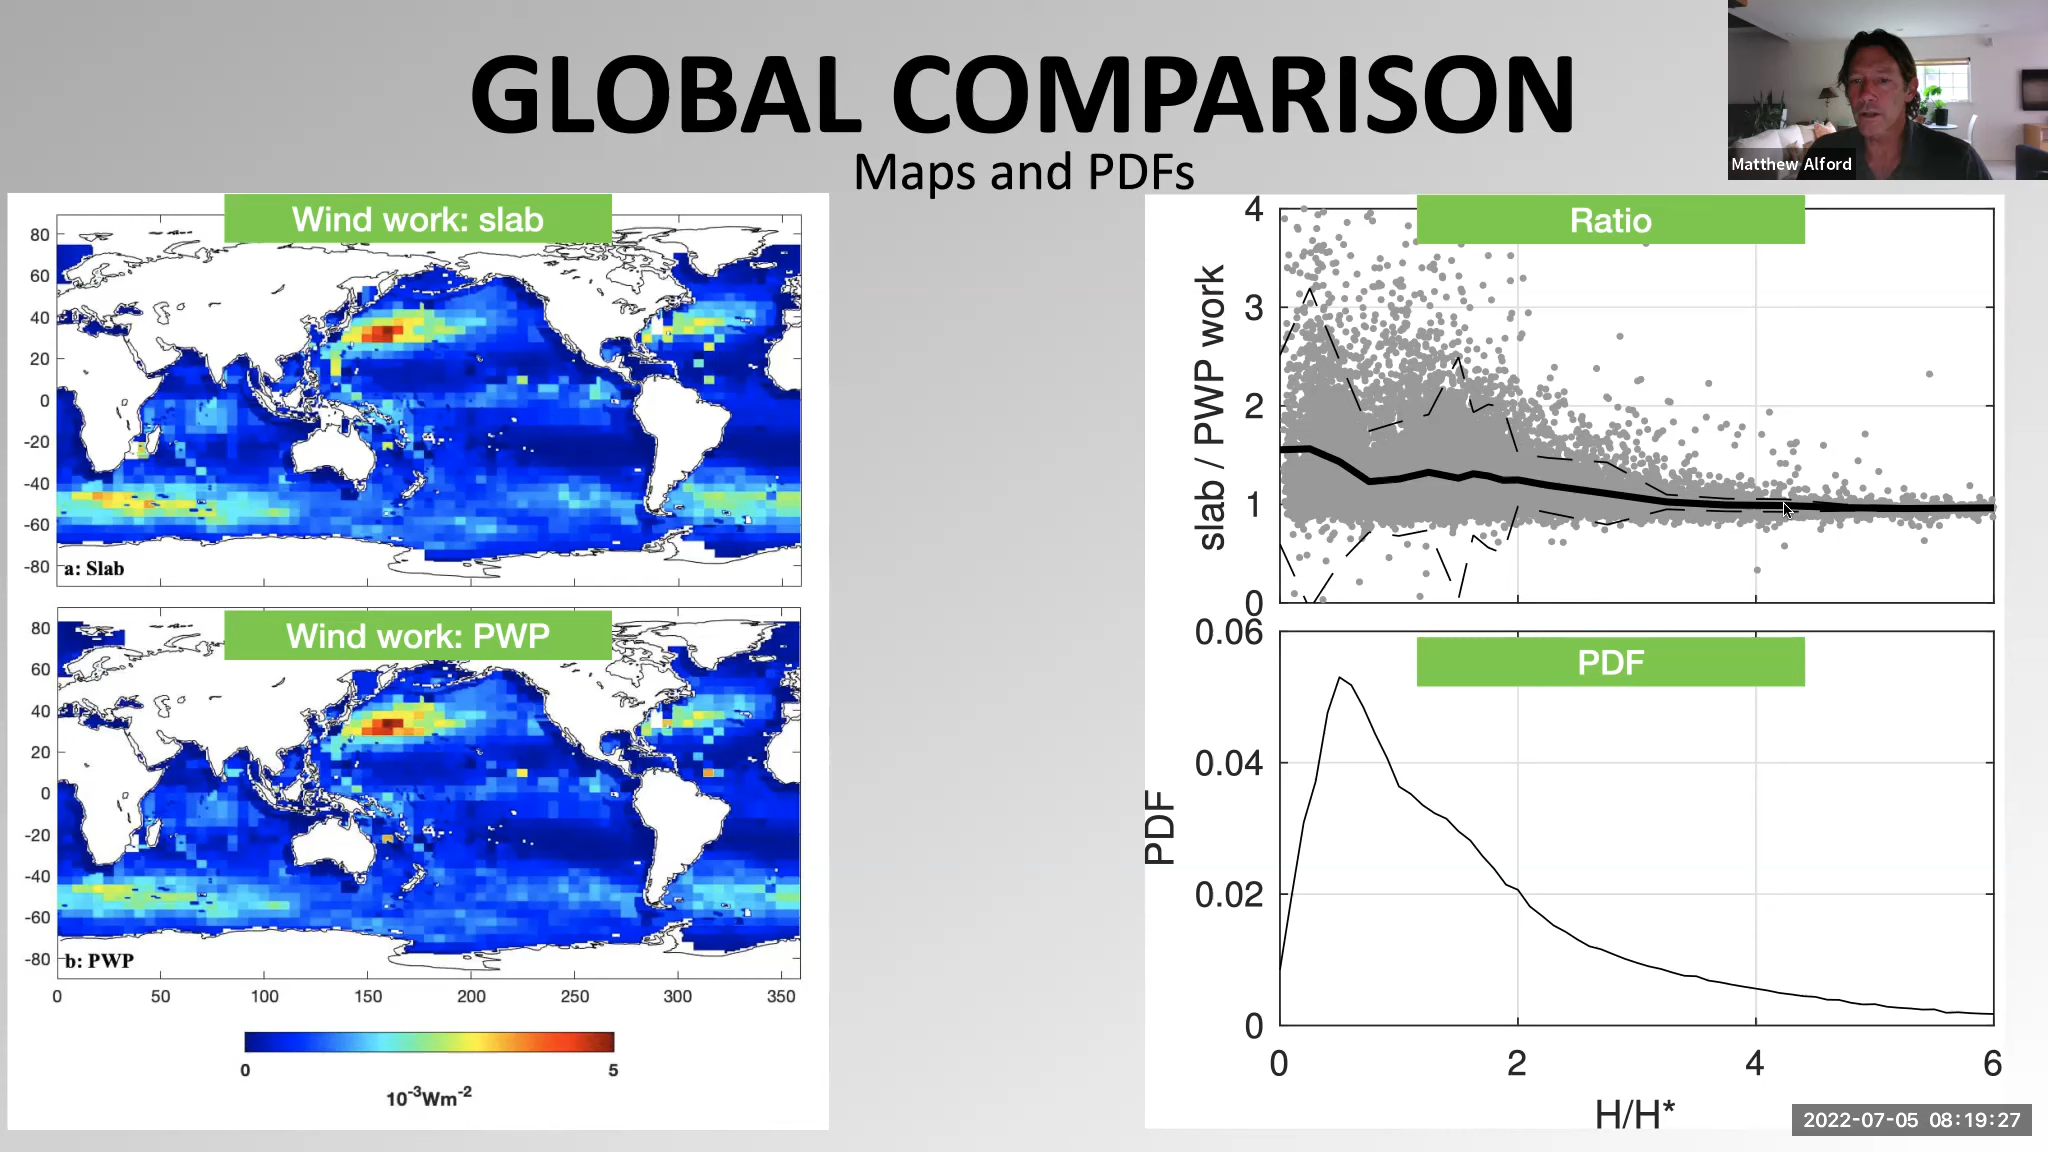 GLOBAL COMPARISON
Maps and PDFs
Matthew Alford
Wind work: slab
80
60
40
20
0
-20
-40
-60
-80
a: Slab
Wind work: PWP
80
60
40
20
0
-20
-40
-60
-80
b: PWP
0 50 100 150 200 250 300 350
0 5
10⁻³Wm⁻²
Ratio
4
3
2
1
0
slab / PWP work
PDF
0.06
0.04
0.02
0
PDF
0 2 4 6
H/H*
2022-07-05 08:19:27